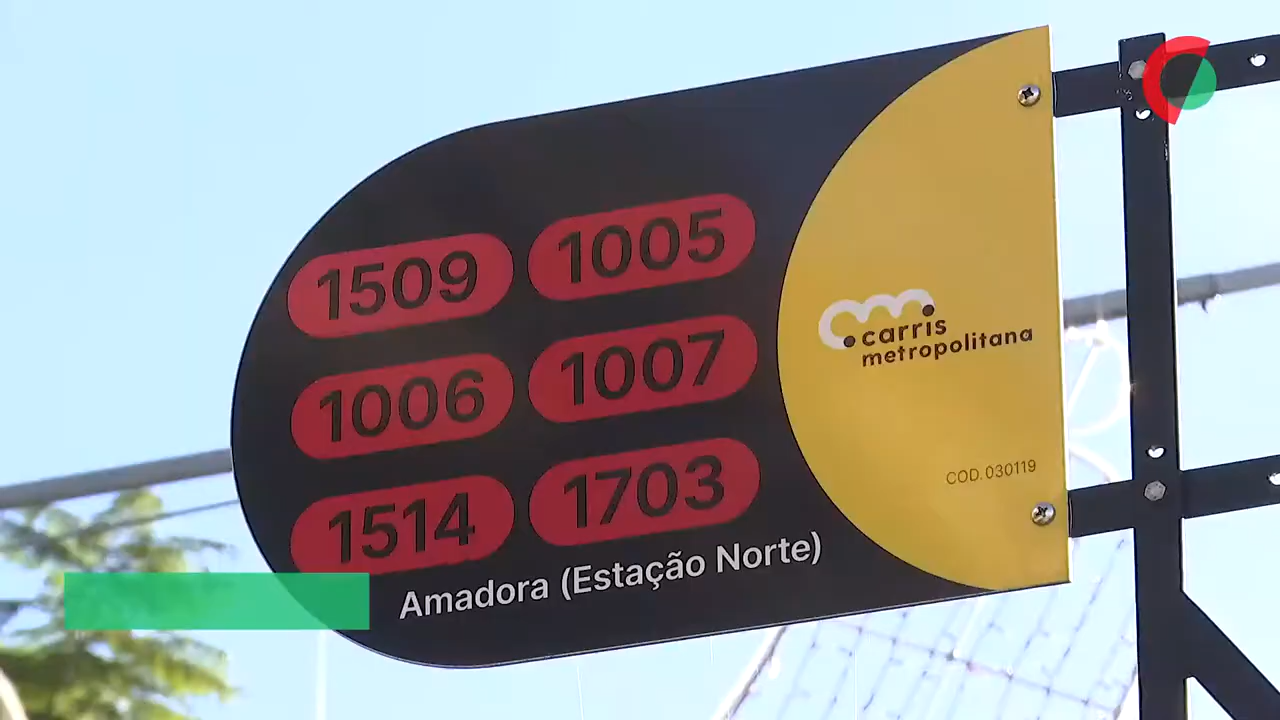 1509 1005
1006 1007
1514 1703
Amadora (Estação Norte)
carris
metropolitana
COD. 030119